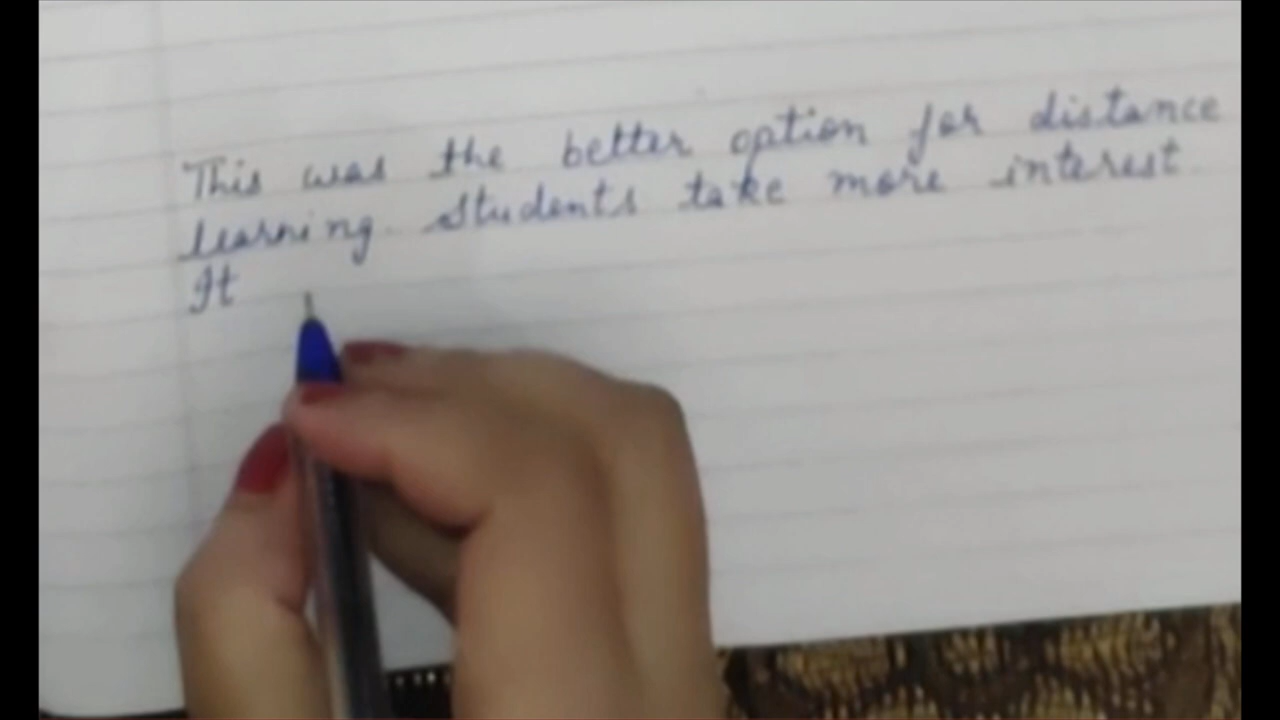 This was the better option for distance
learning. Students take more interest.
It